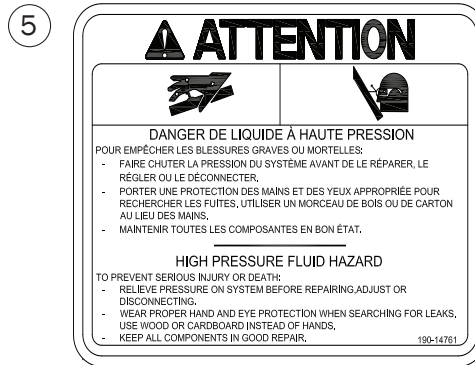 5
ATTENTION
DANGER DE LIQUIDE À HAUTE PRESSION
POUR EMPÊCHER LES BLESSURES GRAVES OU MORTELLES:
- FAIRE CHUTER LA PRESSION DU SYSTÈME AVANT DE LE RÉPARER, LE
RÉGLER OU LE DÉCONNECTER.
- PORTER UNE PROTECTION DES MAINS ET DES YEUX APPROPRIÉE POUR
RECHERCHER LES FUITES. UTILISER UN MORCEAU DE BOIS OU DE CARTON
AU LIEU DES MAINS.
- MAINTENIR TOUTES LES COMPOSANTES EN BON ÉTAT.
HIGH PRESSURE FLUID HAZARD
TO PREVENT SERIOUS INJURY OR DEATH:
- RELIEVE PRESSURE ON SYSTEM BEFORE REPAIRING,ADJUST OR
DISCONNECTING.
- WEAR PROPER HAND AND EYE PROTECTION WHEN SEARCHING FOR LEAKS.
USE WOOD OR CARDBOARD INSTEAD OF HANDS.
- KEEP ALL COMPONENTS IN GOOD REPAIR.
190-14761